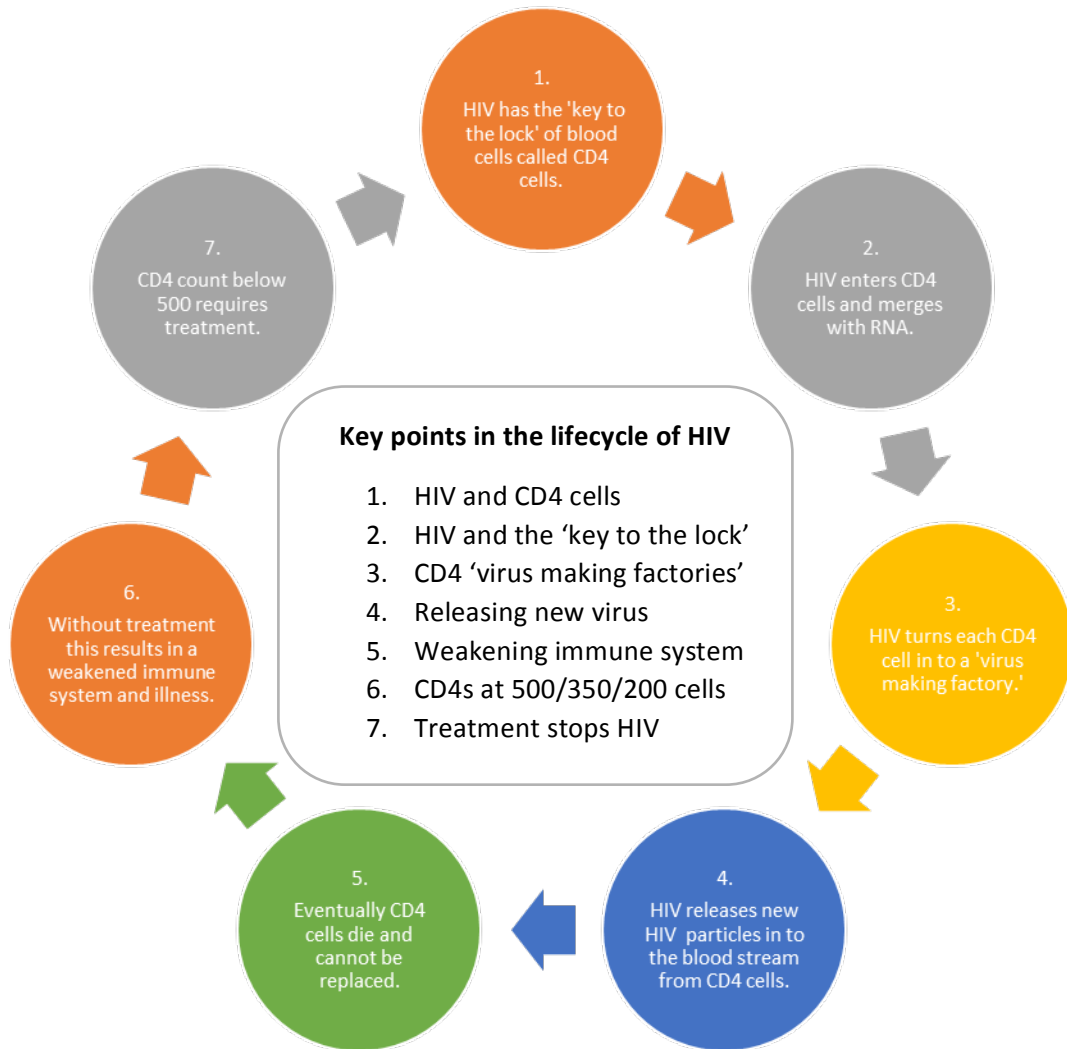 1.
HIV has the 'key to
the lock' of blood
cells called CD4
cells.
2.
HIV enters CD4
cells and merges
with RNA.
3.
HIV turns each CD4
cell in to a 'virus
making factory.'
4.
HIV releases new
HIV particles in to
the blood stream
from CD4 cells.
5.
Eventually CD4
cells die and
cannot be
replaced.
6.
Without treatment
this results in a
weakened immune
system and illness.
7.
CD4 count below
500 requires
treatment.
Key points in the lifecycle of HIV
1. HIV and CD4 cells
2. HIV and the ‘key to the lock’
3. CD4 ‘virus making factories’
4. Releasing new virus
5. Weakening immune system
6. CD4s at 500/350/200 cells
7. Treatment stops HIV